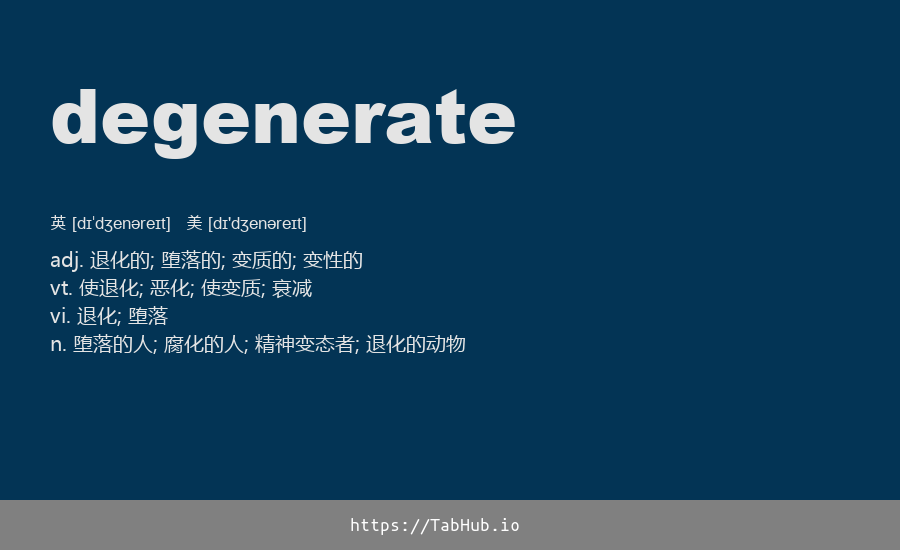 degenerate
英 [dɪˈdʒenəreɪt] 美 [dɪ'dʒenəreɪt]
adj. 退化的; 堕落的; 变质的; 变性的
vt. 使退化; 恶化; 使变质; 衰减
vi. 退化; 堕落
n. 堕落的人; 腐化的人; 精神变态者; 退化的动物
https://TabHub.io